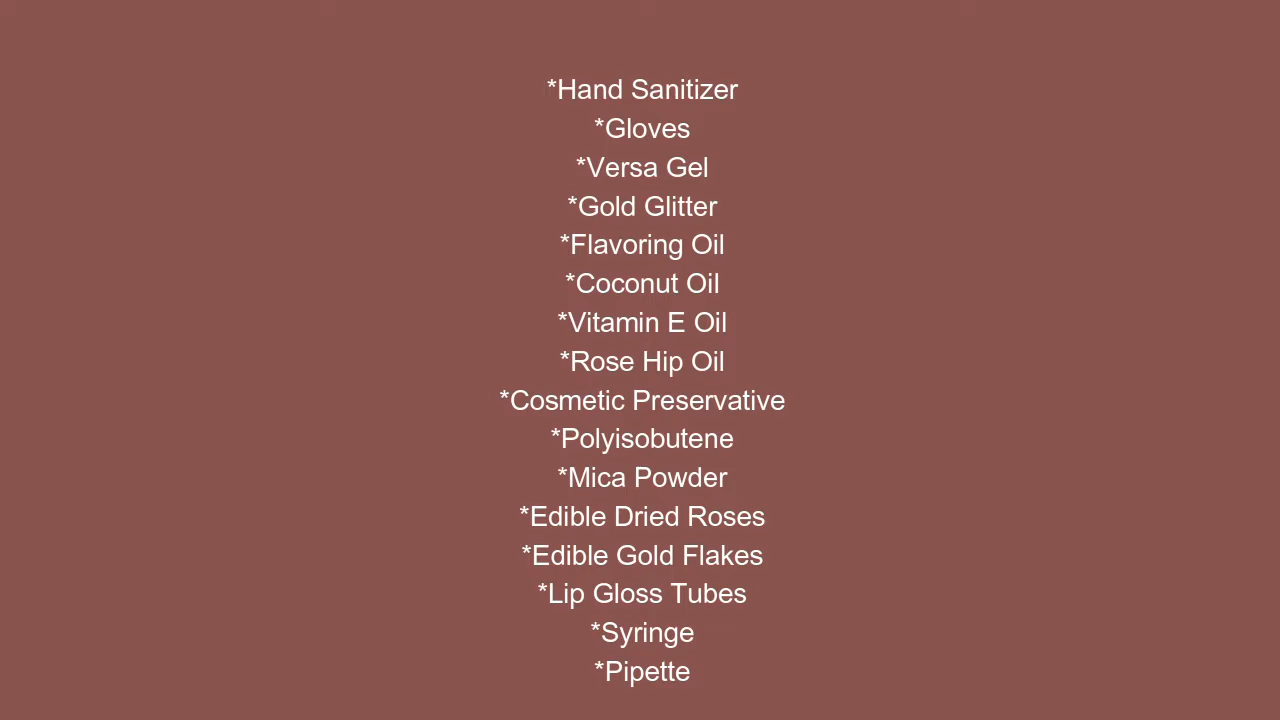 *Hand Sanitizer
*Gloves
*Versa Gel
*Gold Glitter
*Flavoring Oil
*Coconut Oil
*Vitamin E Oil
*Rose Hip Oil
*Cosmetic Preservative
*Polyisobutene
*Mica Powder
*Edible Dried Roses
*Edible Gold Flakes
*Lip Gloss Tubes
*Syringe
*Pipette